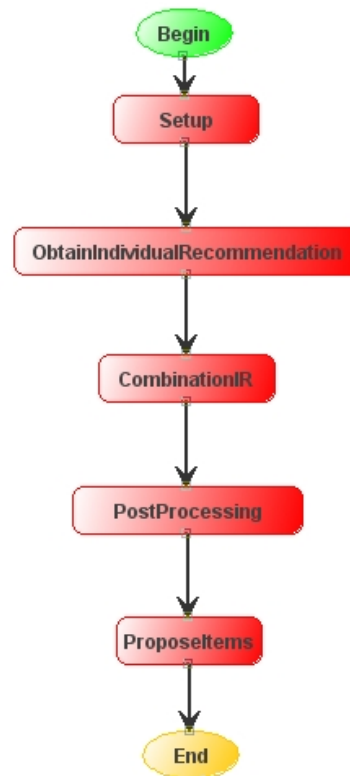 Begin
Setup
ObtainIndividualRecommendation
CombinationIR
PostProcessing
ProposeItems
End